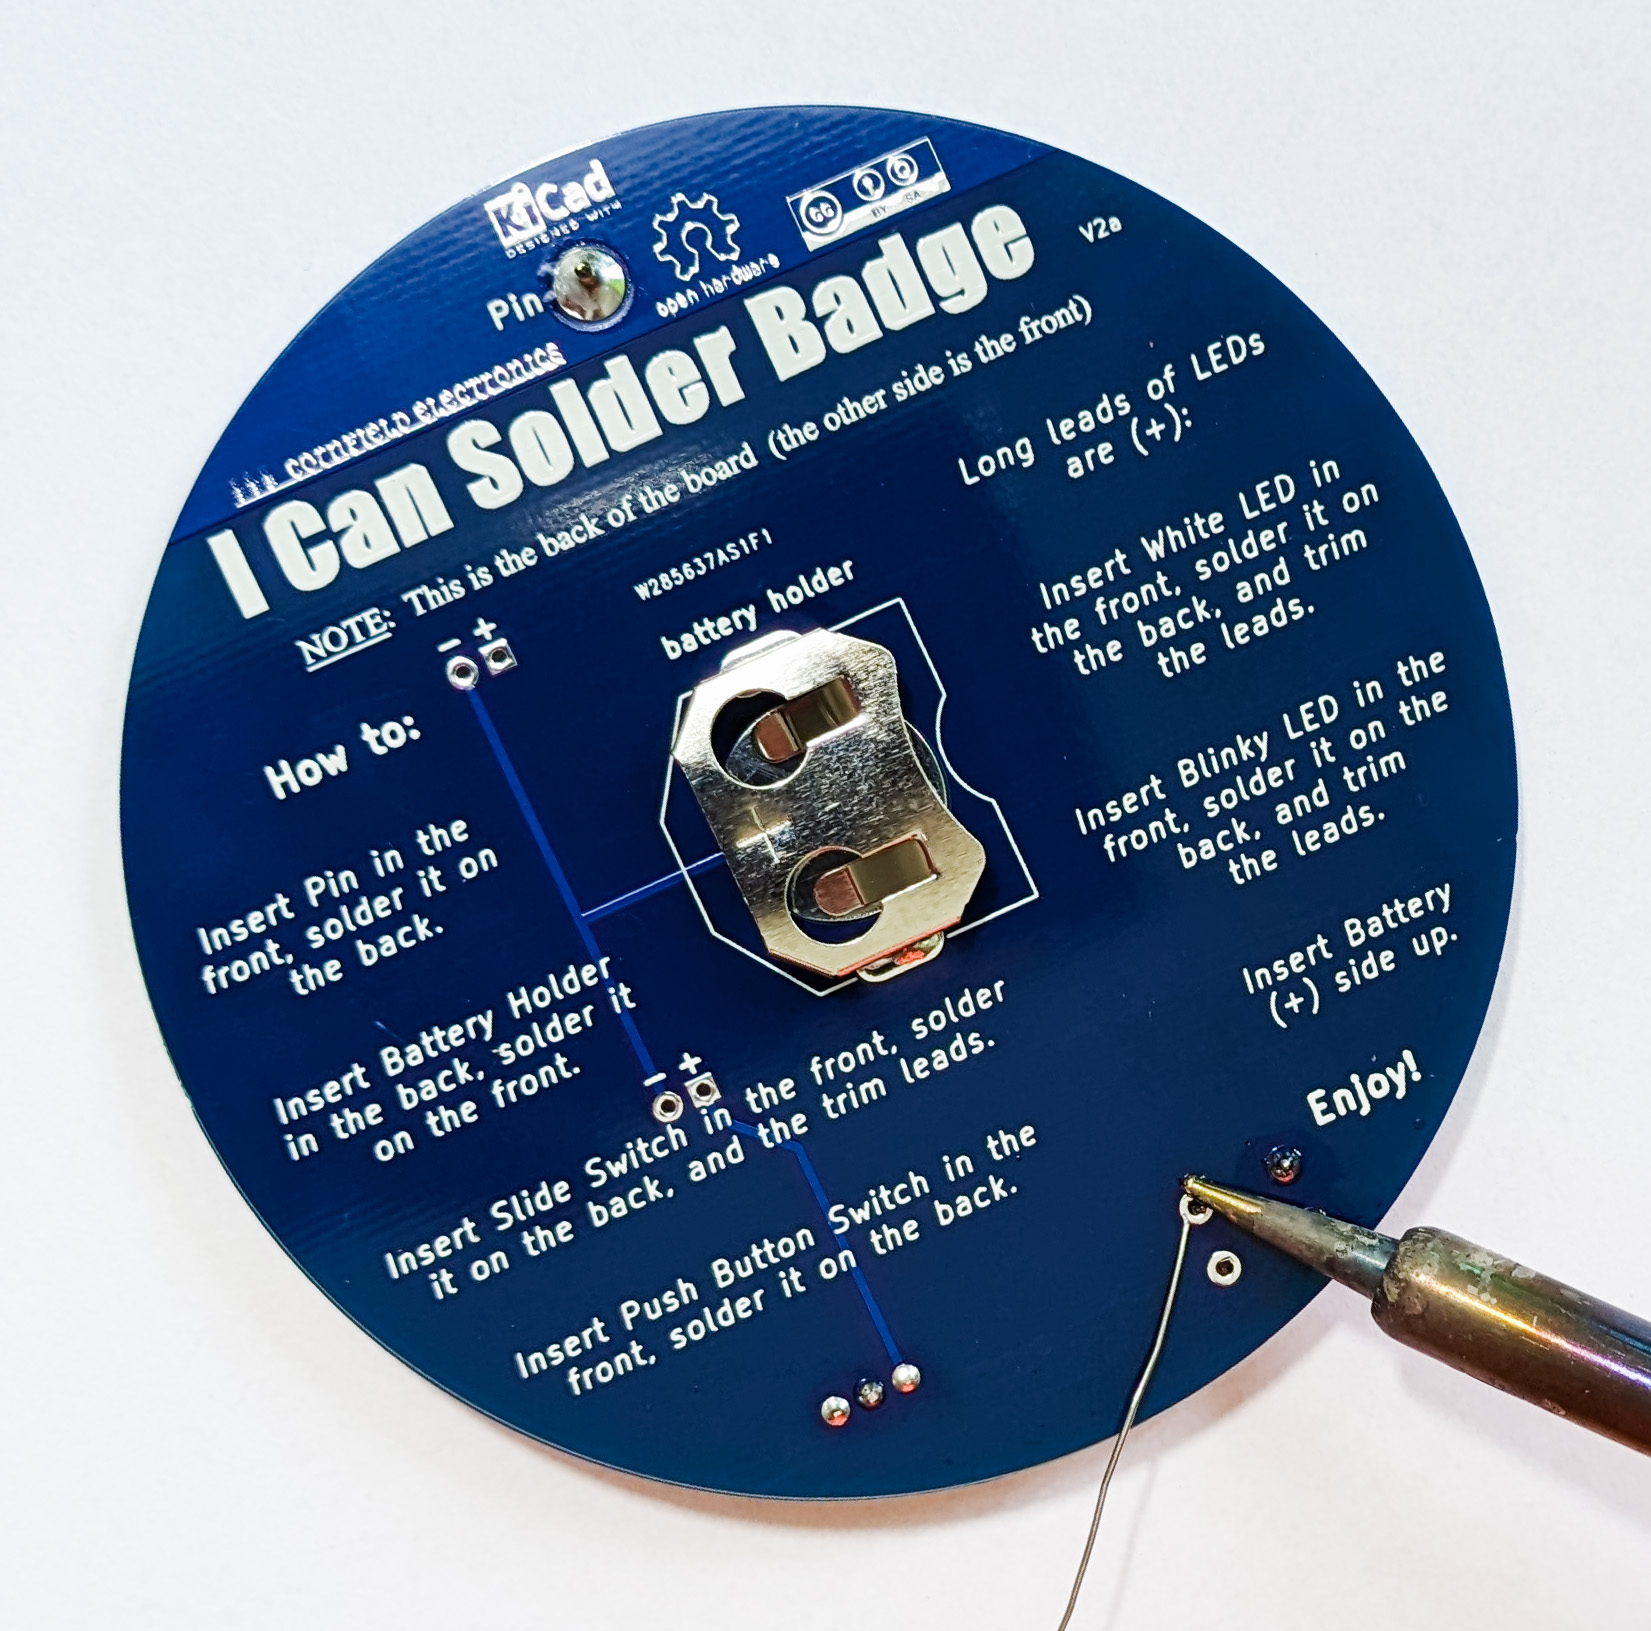 KiCad
DESIGNED WITH
open hardware
CC BY SA
Pin
cornfield electronics
I Can Solder Badge
V2a
NOTE: This is the back of the board (the other side is the front)
W285637AS1F1
battery holder
- +
How to:
Insert Pin in the
front, solder it on
the back.
Insert Battery Holder
in the back, solder it
on the front.
- +
Insert Slide Switch in the front, solder
it on the back, and the trim leads.
Insert Push Button Switch in the
front, solder it on the back.
+
Long leads of LEDs
are (+):
Insert White LED in
the front, solder it on
the back, and trim
the leads.
Insert Blinky LED in the
front, solder it on the
back, and trim
the leads.
Insert Battery
(+) side up.
Enjoy!